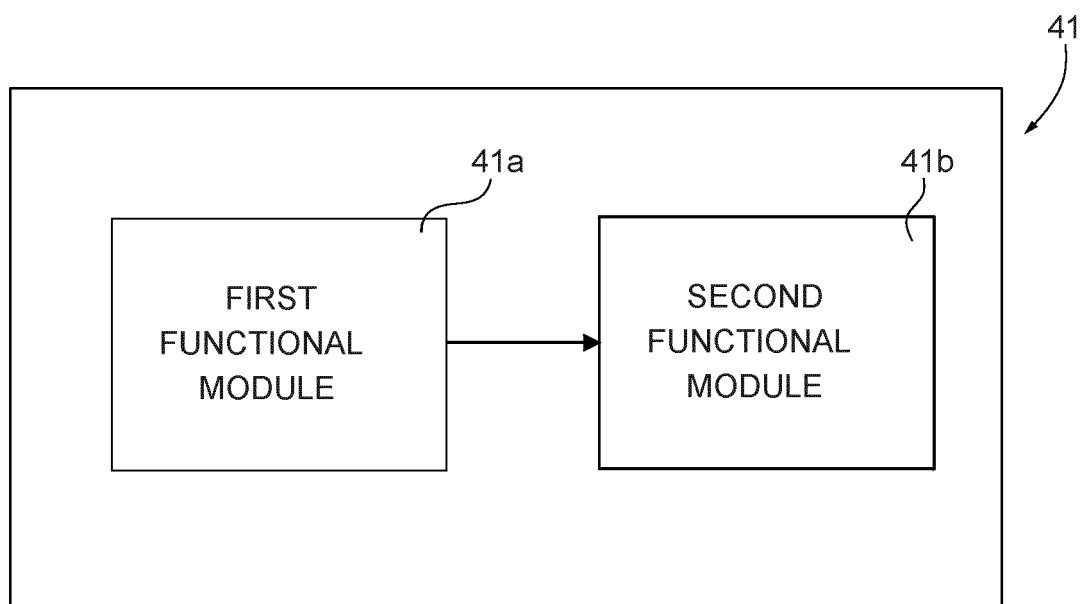 41
41a
41b
FIRST
FUNCTIONAL
MODULE
SECOND
FUNCTIONAL
MODULE